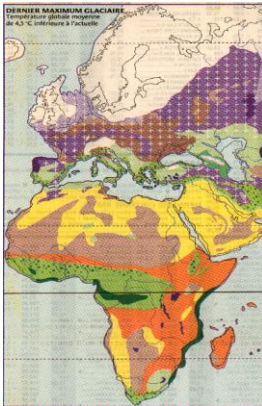 DERNIER MAXIMUM GLACIAIRE
Température globale moyenne
de 4,5 °C inférieure à l'actuelle